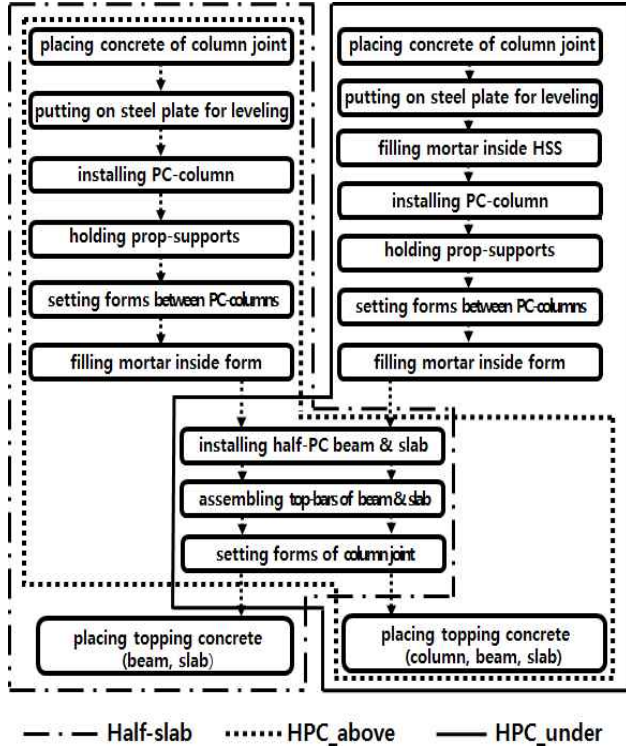 placing concrete of column joint
putting on steel plate for leveling
installing PC-column
holding prop-supports
setting forms between PC-columns
filling mortar inside form
placing concrete of column joint
putting on steel plate for leveling
filling mortar inside HSS
installing PC-column
holding prop-supports
setting forms between PC-columns
filling mortar inside form
installing half-PC beam & slab
assembling top-bars of beam & slab
setting forms of column joint
placing topping concrete
(beam, slab)
placing topping concrete
(column, beam, slab)
Half-slab
HPC_above
HPC_under